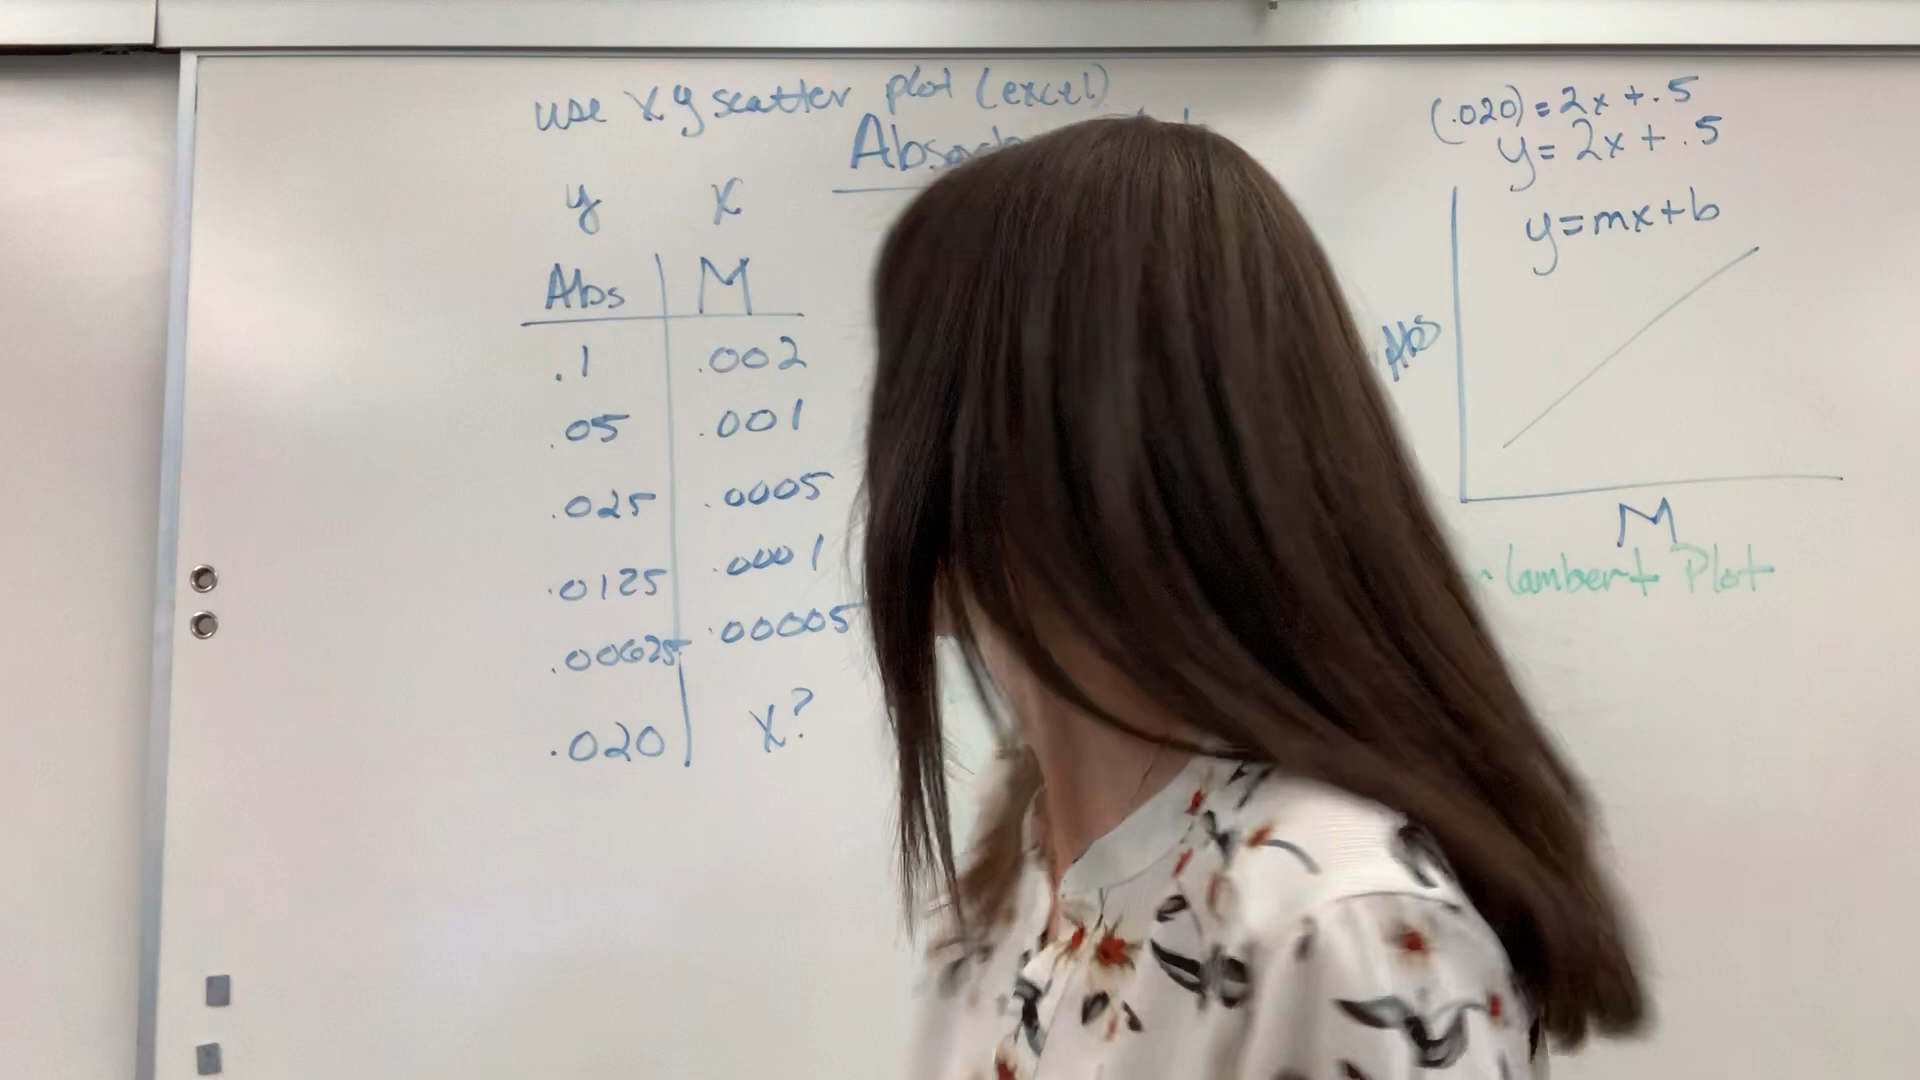 use xy scatter plot (excel)
y x
Abs M
.1 .002
.05 .001
.025 .0005
.0125 .0001
.00625 .00005
.020 x?
(.020) = 2x + .5
y = 2x + .5
y=mx+b
Abs
M
lambert Plot